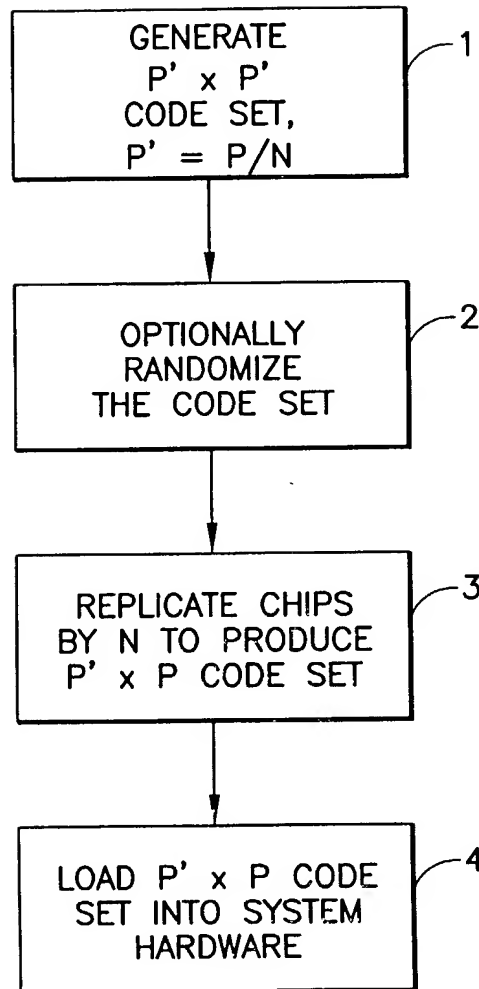 GENERATE
P' x P'
CODE SET,
P' = P/N
1
OPTIONALLY
RANDOMIZE
THE CODE SET
2
REPLICATE CHIPS
BY N TO PRODUCE
P' x P CODE SET
3
LOAD P' x P CODE
SET INTO SYSTEM
HARDWARE
4